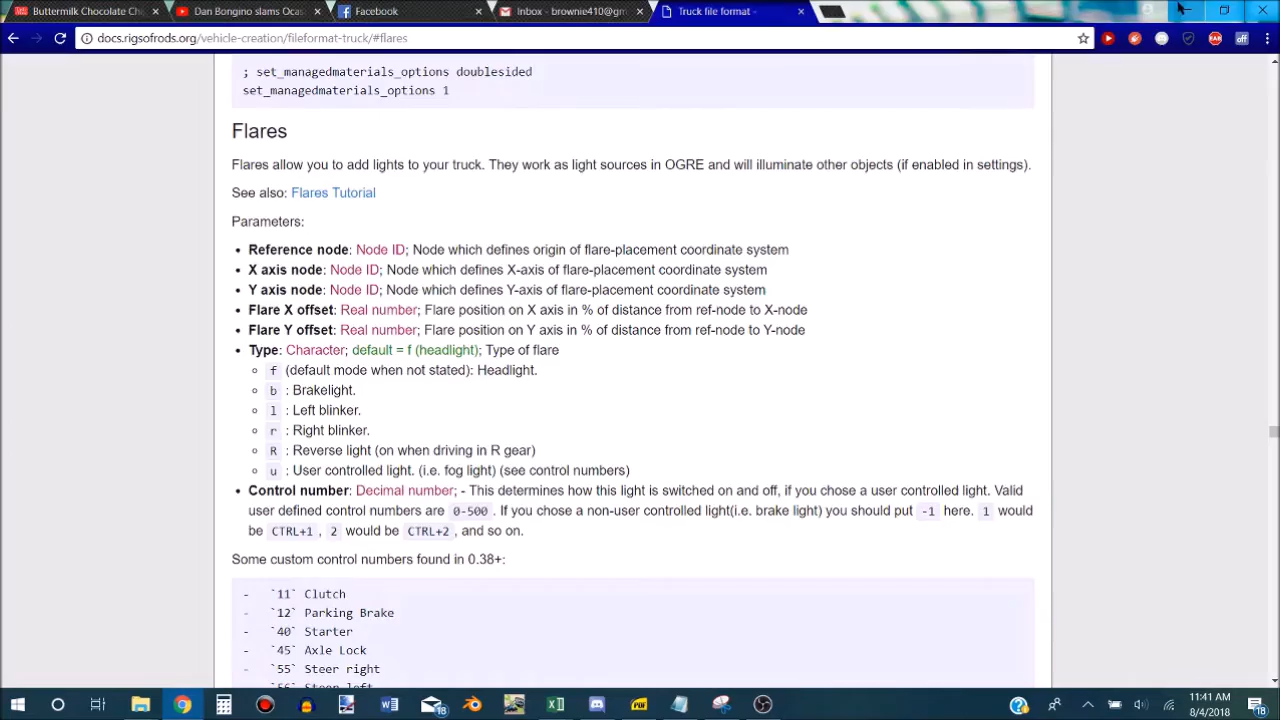 Buttermilk Chocolate Ch
Dan Bongino slams Ocas
Facebook
Inbox - brownie410@gm
Truck file format -
docs.rigsofrods.org/vehicle-creation/fileformat-truck/#flares
; set_managedmaterials_options doublesided
set_managedmaterials_options 1
Flares
Flares allow you to add lights to your truck. They work as light sources in OGRE and will illuminate other objects (if enabled in settings).
See also: Flares Tutorial
Parameters:
• Reference node: Node ID; Node which defines origin of flare-placement coordinate system
• X axis node: Node ID; Node which defines X-axis of flare-placement coordinate system
• Y axis node: Node ID; Node which defines Y-axis of flare-placement coordinate system
• Flare X offset: Real number; Flare position on X axis in % of distance from ref-node to X-node
• Flare Y offset: Real number; Flare position on Y axis in % of distance from ref-node to Y-node
• Type: Character; default = f (headlight); Type of flare
f (default mode when not stated): Headlight.
b : Brakelight.
l : Left blinker.
r : Right blinker.
R : Reverse light (on when driving in R gear)
u : User controlled light. (i.e. fog light) (see control numbers)
• Control number: Decimal number; - This determines how this light is switched on and off, if you chose a user controlled light. Valid
user defined control numbers are 0-500. If you chose a non-user controlled light(i.e. brake light) you should put -1 here. 1 would
be CTRL+1, 2 would be CTRL+2, and so on.
Some custom control numbers found in 0.38+:
- `11` Clutch
- `12` Parking Brake
- `40` Starter
- `45` Axle Lock
- `55` Steer right
- `56` Steer left
11:41 AM
8/4/2018
18
18